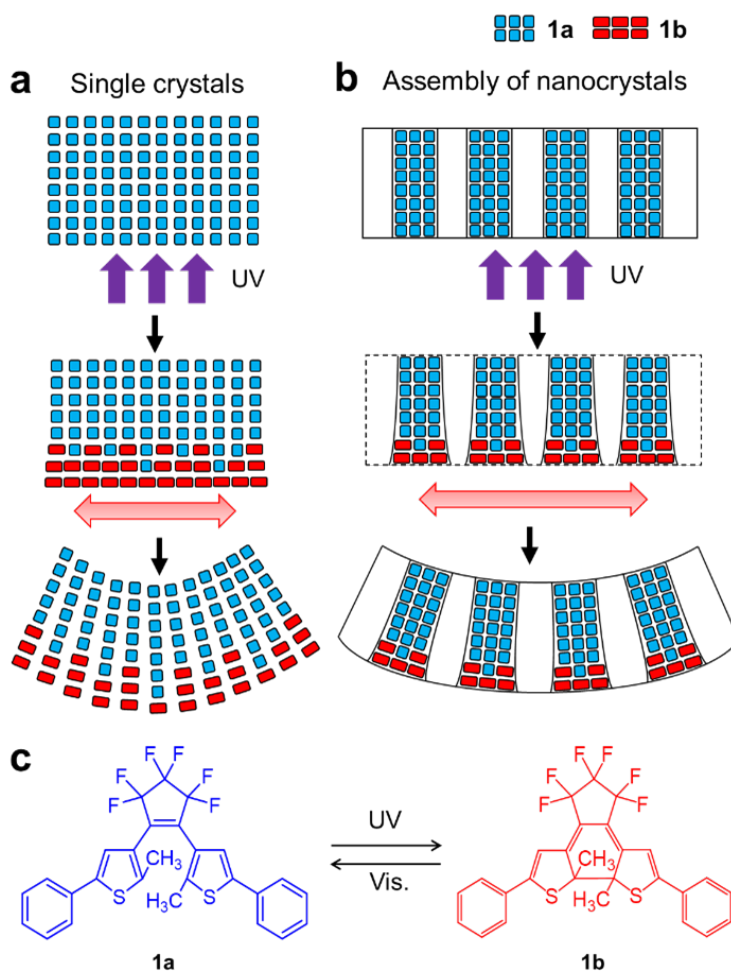 1a 1b
a Single crystals
b Assembly of nanocrystals
UV
UV
c
F F F F
F F
CH3
S H3C S
1a
UV
Vis.
F F F F
F F
CH3
S H3C S
1b